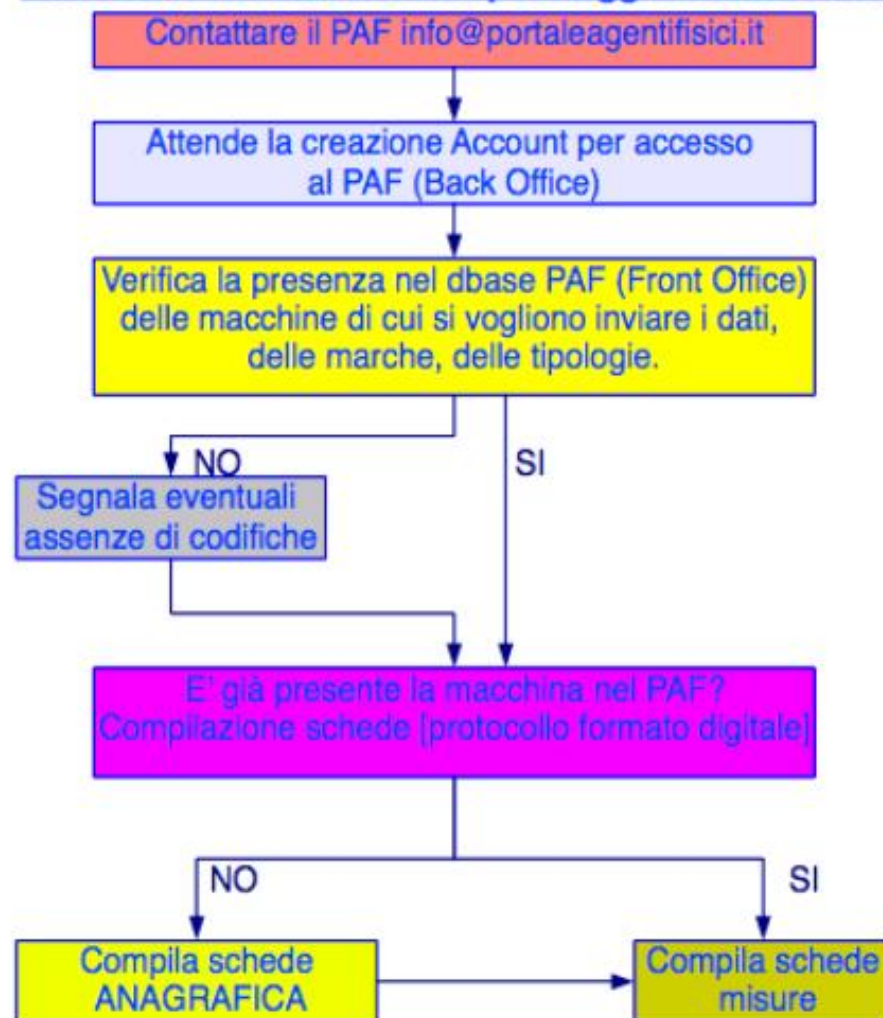 Contattare il PAF info@portaleagentifisici.it
Attende la creazione Account per accesso
al PAF (Back Office)
Verifica la presenza nel dbase PAF (Front Office)
delle macchine di cui si vogliono inviare i dati,
delle marche, delle tipologie.
NO
SI
Segnala eventuali
assenze di codifiche
E' già presente la macchina nel PAF?
Compilazione schede [protocollo formato digitale]
NO
SI
Compila schede
ANAGRAFICA
Compila schede
misure